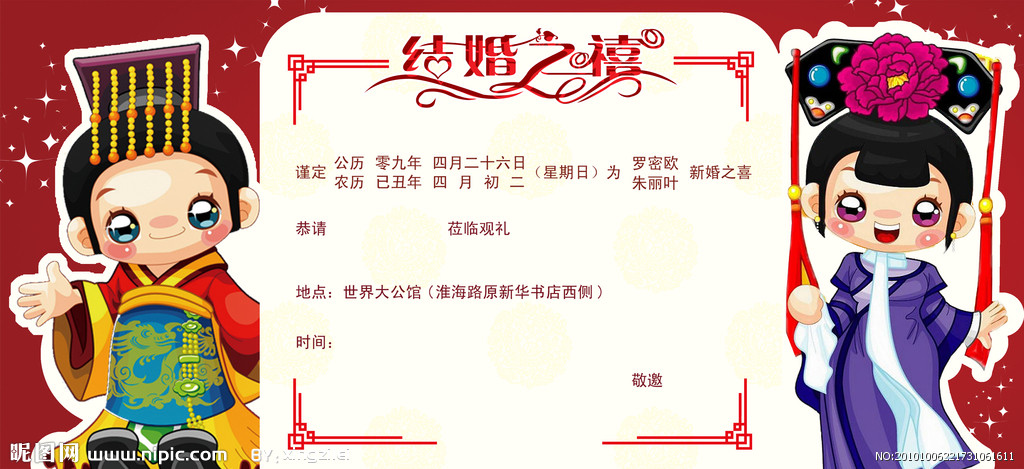 结婚之禧
谨定 公历 零九年 四月二十六日 (星期日) 为 罗密欧 新婚之喜
农历 已丑年 四 月 初 二 朱丽叶
恭请 莅临观礼
地点：世界大公馆 (淮海路原新华书店西侧)
时间：
敬邀
昵图网 www.nipic.com BY:xingzilei NO:20101006221731061611